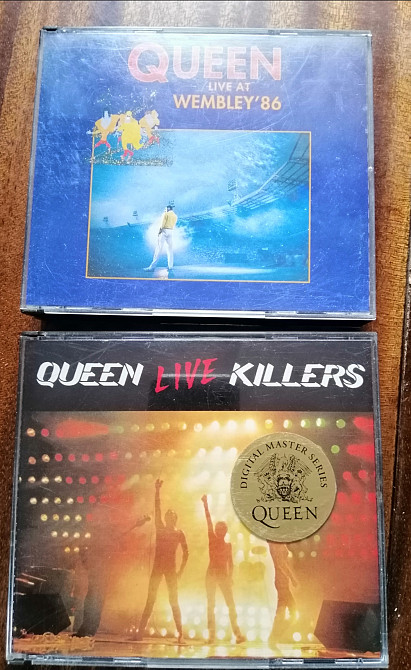 QUEEN
LIVE AT
WEMBLEY'86
QUEEN LIVE KILLERS
DIGITAL MASTER SERIES
QUEEN